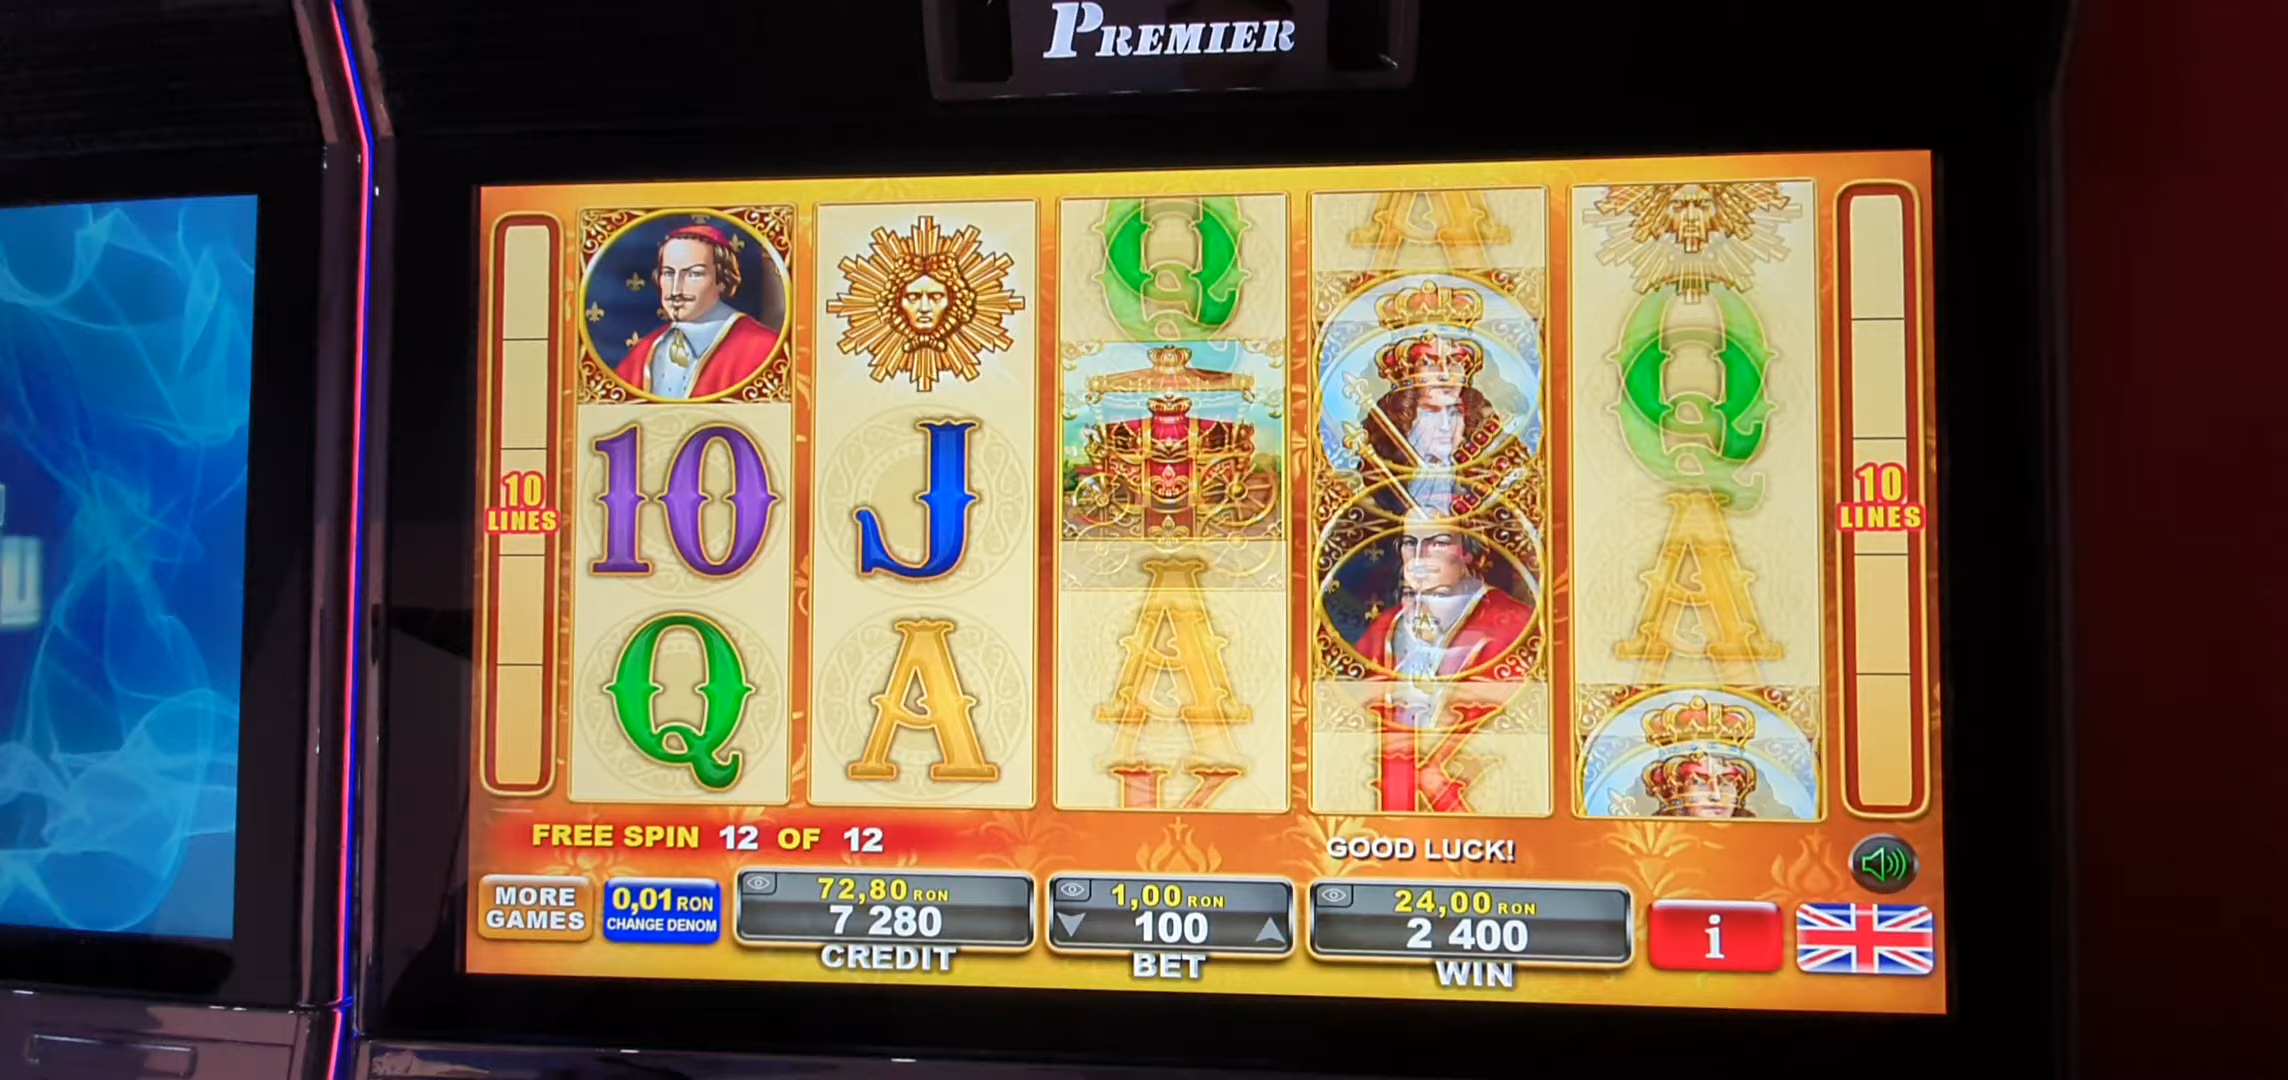 PREMIER
10
J
Q
A
Q
A
K
K
A
Q
A
10
LINES
10
LINES
FREE SPIN 12 OF 12
GOOD LUCK!
MORE
GAMES
0,01 RON
CHANGE DENOM
72,80 RON
7 280
CREDIT
1,00 RON
100
BET
24,00 RON
2 400
WIN
i